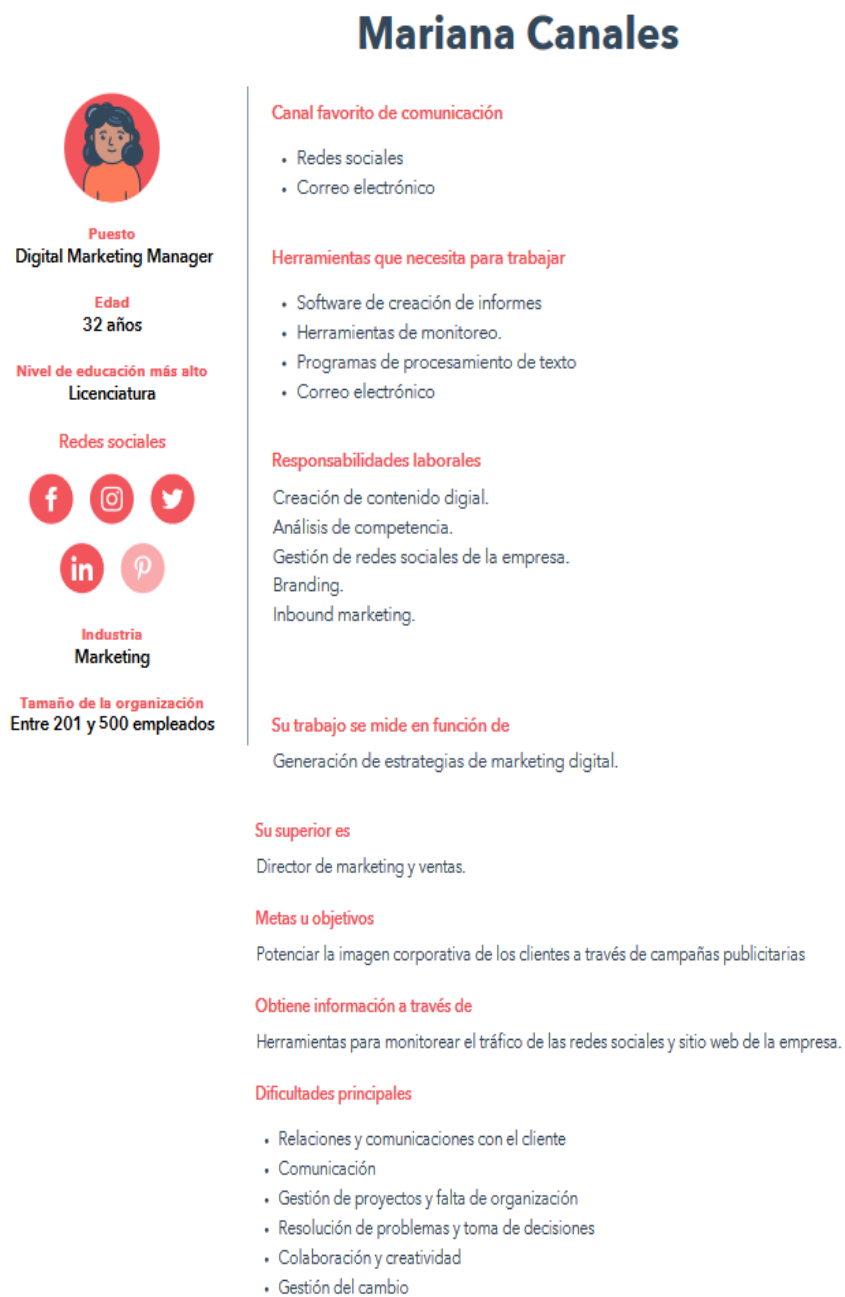 Mariana Canales
Puesto
Digital Marketing Manager
Edad
32 años
Nivel de educación más alto
Licenciatura
Redes sociales
f
in
Industria
Marketing
Tamaño de la organización
Entre 201 y 500 empleados
Canal favorito de comunicación
• Redes sociales
• Correo electrónico
Herramientas que necesita para trabajar
• Software de creación de informes
• Herramientas de monitoreo.
• Programas de procesamiento de texto
• Correo electrónico
Responsabilidades laborales
Creación de contenido digial.
Análisis de competencia.
Gestión de redes sociales de la empresa.
Branding.
Inbound marketing.
Su trabajo se mide en función de
Generación de estrategias de marketing digital.
Su superior es
Director de marketing y ventas.
Metas u objetivos
Potenciar la imagen corporativa de los clientes a través de campañas publicitarias
Obtiene información a través de
Herramientas para monitorear el tráfico de las redes sociales y sitio web de la empresa.
Dificultades principales
• Relaciones y comunicaciones con el cliente
• Comunicación
• Gestión de proyectos y falta de organización
• Resolución de problemas y toma de decisiones
• Colaboración y creatividad
• Gestión del cambio